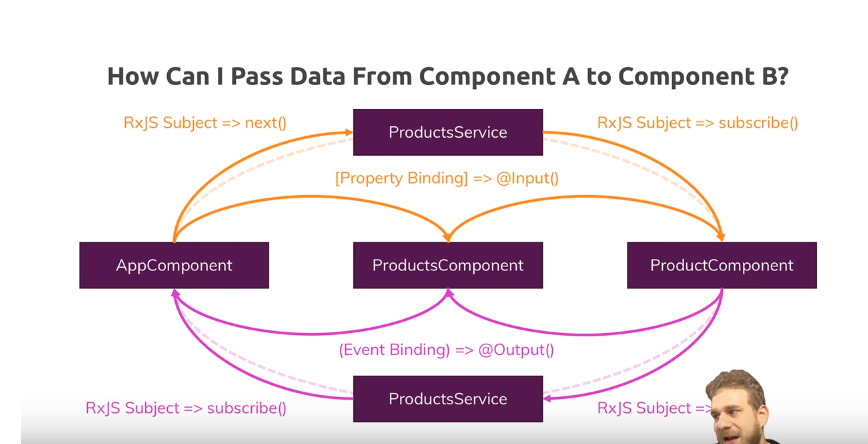 How Can I Pass Data From Component A to Component B?
RxJS Subject => next()
ProductsService
RxJS Subject => subscribe()
[Property Binding] => @Input()
AppComponent
ProductsComponent
ProductComponent
(Event Binding) => @Output()
ProductsService
RxJS Subject => subscribe()
RxJS Subject =>